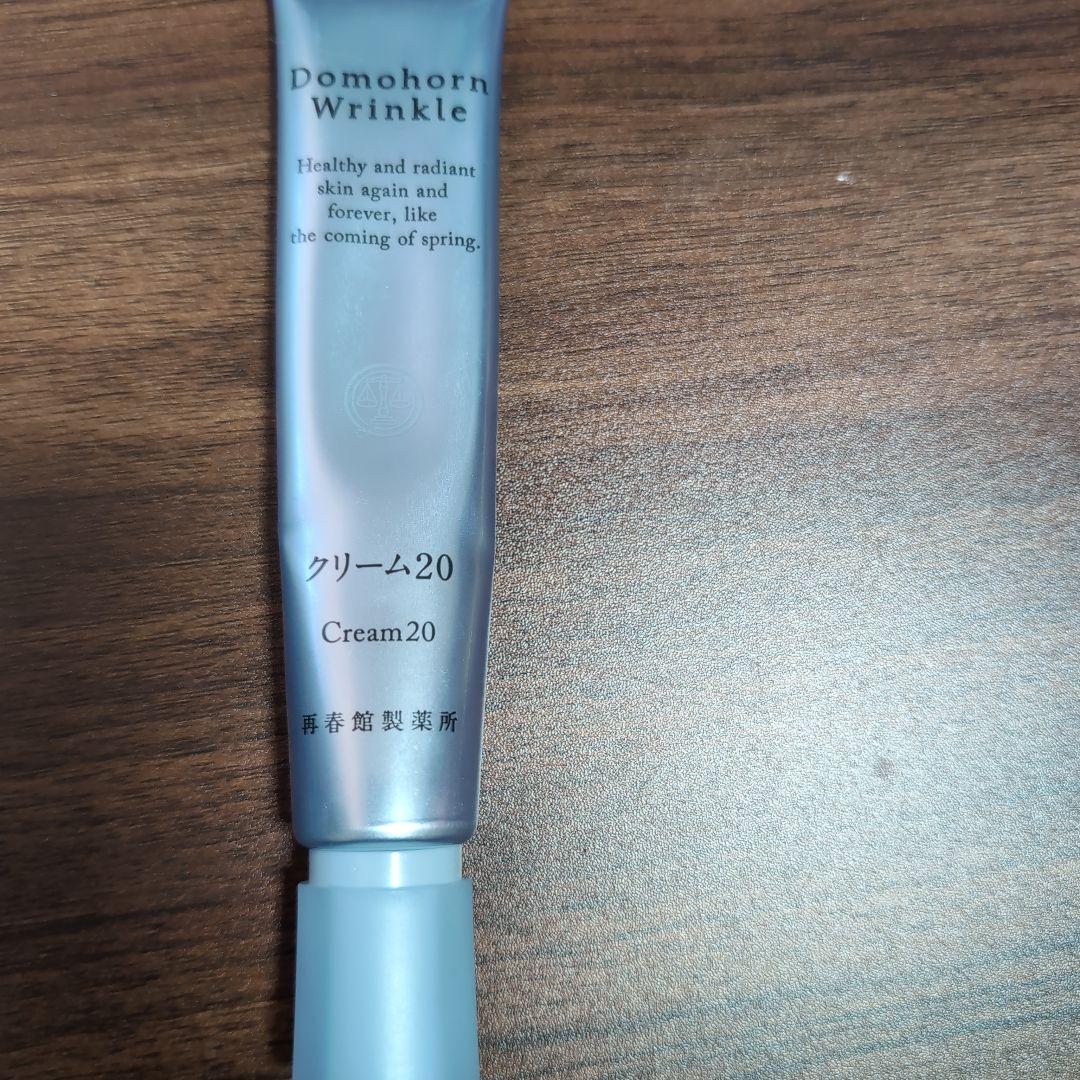 Domohorn
Wrinkle
Healthy and radiant
skin again and
forever, like
the coming of spring.
クリーム20
Cream20
再春館製薬所